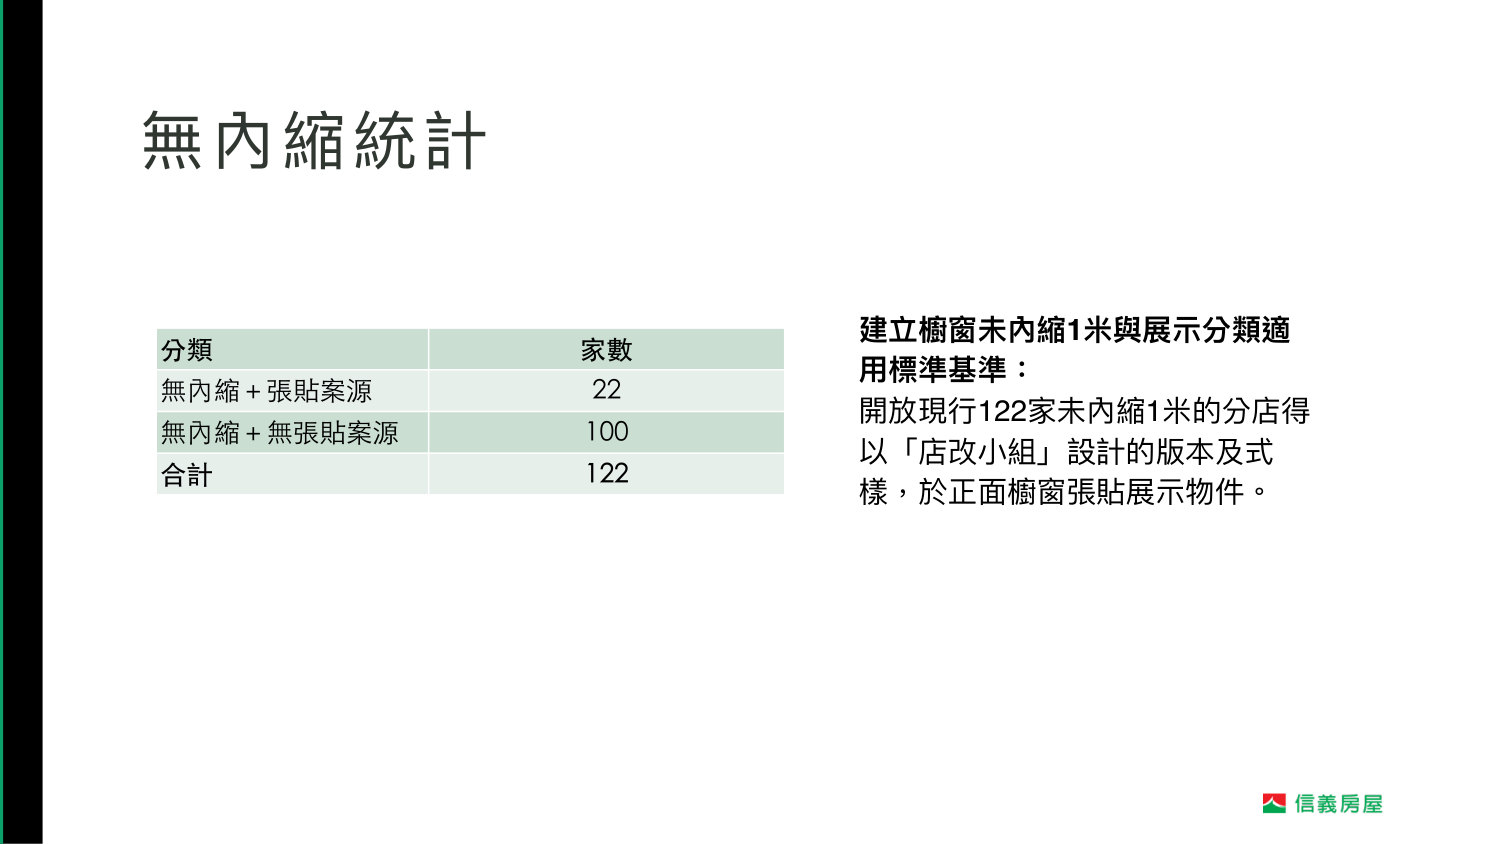 無內縮統計
分類 家數
無內縮 + 張貼案源 22
無內縮 + 無張貼案源 100
合計 122
建立櫥窗未內縮1米與展示分類適
用標準基準：
開放現行122家未內縮1米的分店得
以「店改小組」設計的版本及式
樣，於正面櫥窗張貼展示物件。
信義房屋